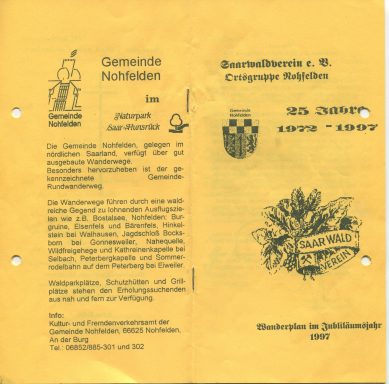 Gemeinde
Nohfelden
Gemeinde
Nohfelden
im
Naturpark
Saar-Hunsrück
Die Gemeinde Nohfelden, gelegen im
nördlichen Saarland, verfügt über gut
ausgebaute Wanderwege.
Besonders hervorzuheben ist der ge-
kennzeichnete Gemeinde-
Rundwanderweg.
Die Wanderwege führen durch eine wald-
reiche Gegend zu lohnenden Ausflugszie-
len wie z.B. Bostalsee, Nohfelden; Bur-
gruine, Eisenfels und Bärenfels, Hinkel-
stein bei Walhausen, Jagdschloß Bocks-
born bei Gonnesweiler, Nahequelle,
Wildfreigehege und Kathreinenkapelle bei
Selbach, Peterbergkapelle und Sommer-
rodelbahn auf dem Peterberg bei Eiweiler.
Waldparkplätze, Schutzhütten und Grill-
plätze stehen den Erholungssuchenden
aus nah und fern zur Verfügung.
Info:
Kultur- und Fremdenverkehrsamt der
Gemeinde Nohfelden, 66625 Nohfelden,
An der Burg
Tel.: 06852/885-301 und 302
Saarwaldverein e. V.
Ortsgruppe Nohfelden
Gemeinde
Nohfelden
25 Jahre
1972 - 1997
SAAR WALD
VEREIN
Wanderplan im Jubiläumsjahr
1997